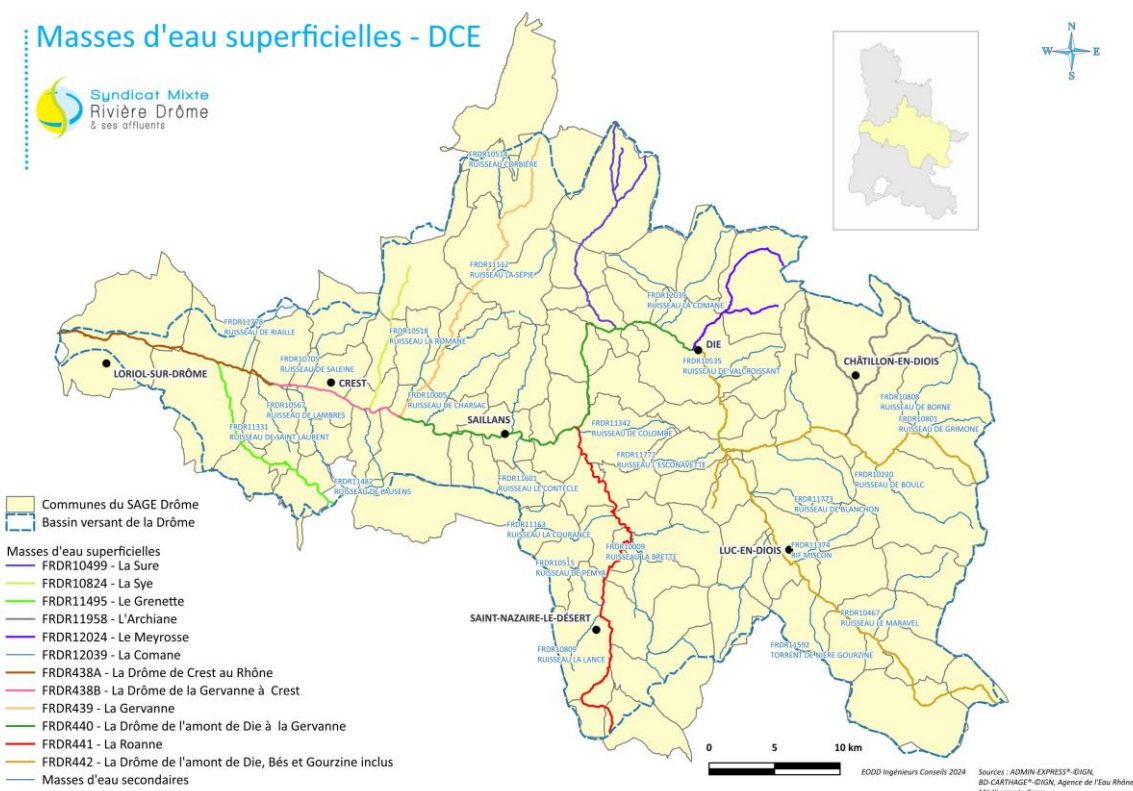 Masses d'eau superficielles - DCE
Syndicat Mixte
Rivière Drôme
& ses affluents
N
W E
S
FRDR10514
RUISSEAU CORBIÈRE
FRDR11112
RUISSEAU LA SÉPIE
FRDR12039
RUISSEAU LA COMANE
FRDR11778
RUISSEAU DE RIAILLE
FRDR10518
RUISSEAU LA ROMANE
DIE
FRDR10535
RUISSEAU DE VALCROISSANT
FRDR10705
RUISSEAU DE SALEINE
CHÂTILLON-EN-DIOIS
LORIOL-SUR-DRÔME
CREST
FRDR10005
RUISSEAU DE CHARSAC
FRDR10567
RUISSEAU DE LAMBRES
FRDR10808
RUISSEAU DE BORNE
FRDR10801
RUISSEAU DE GRIMONE
SAILLANS
FRDR11342
RUISSEAU DE COLOMBE
FRDR11331
RUISSEAU DE SAINT LAURENT
FRDR11772
RUISSEAU L'ESCONAVETTE
FRDR10220
RUISSEAU DE BOULC
FRDR11482
RUISSEAU DE LAUSENS
FRDR11601
RUISSEAU LE CONTÈCLE
FRDR11773
RUISSEAU DE BLANCHON
FRDR11163
RUISSEAU LA COURANCE
FRDR11374
RIF MISCON
LUC-EN-DIOIS
FRDR10009
RUISSEAU LA BRETTE
FRDR10515
RUISSEAU DE PÉMYA
FRDR10467
RUISSEAU LE MARAVEL
SAINT-NAZAIRE-LE-DÉSERT
FRDR11592
TORRENT DE NIÈRE GOURZINE
FRDR10809
RUISSEAU LA LANCE
Communes du SAGE Drôme
Bassin versant de la Drôme
Masses d'eau superficielles
FRDR10499 - La Sure
FRDR10824 - La Sye
FRDR11495 - Le Grenette
FRDR11958 - L'Archiane
FRDR12024 - Le Meyrosse
FRDR12039 - La Comane
FRDR438A - La Drôme de Crest au Rhône
FRDR438B - La Drôme de la Gervanne à Crest
FRDR439 - La Gervanne
FRDR440 - La Drôme de l'amont de Die à la Gervanne
FRDR441 - La Roanne
FRDR442 - La Drôme de l'amont de Die, Bés et Gourzine inclus
Masses d'eau secondaires
0 5 10 km
EODD Ingénieurs Conseils 2024
Sources : ADMIN-EXPRESS®-©IGN,
BD-CARTHAGE®-©IGN, Agence de l'Eau Rhône